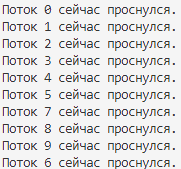 Поток 0 сейчас проснулся.
Поток 1 сейчас проснулся.
Поток 2 сейчас проснулся.
Поток 3 сейчас проснулся.
Поток 4 сейчас проснулся.
Поток 5 сейчас проснулся.
Поток 7 сейчас проснулся.
Поток 8 сейчас проснулся.
Поток 9 сейчас проснулся.
Поток 6 сейчас проснулся.